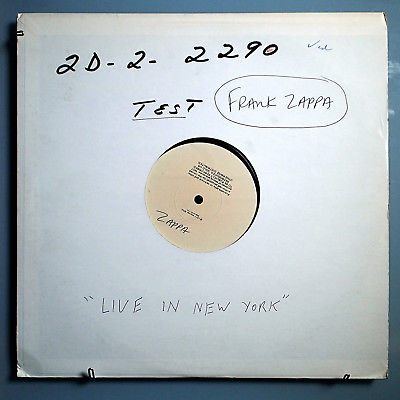 2D-2- 2290
TEST FRANK ZAPPA
ZAPPA
"LIVE IN NEW YORK"